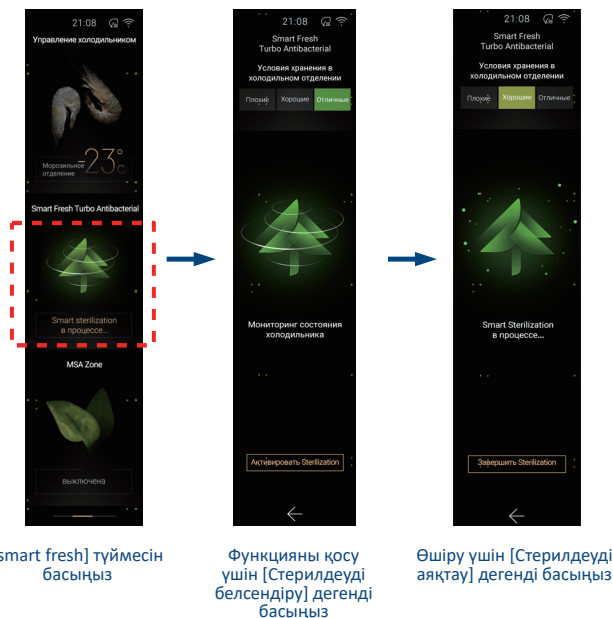 21:08
Управление холодильником
Морозильное
отделение
-23°C
Smart Fresh Turbo Antibacterial
Smart sterilization
в процессе...
MSA Zone
выключена
smart fresh] түймесін
басыңыз
21:08
Smart Fresh
Turbo Antibacterial
Условия хранения в
холодильном отделении
Плохие Хорошие Отличные
Мониторинг состояния
холодильника
Активировать Sterilization
Функцияны қосу
үшін [Стерилдеуді
белсендіру] дегенді
басыңыз
21:08
Smart Fresh
Turbo Antibacterial
Условия хранения в
холодильном отделении
Плохие Хорошие Отличные
Smart Sterilization
в процессе...
Завершить Sterilization
Өшіру үшін [Стерилдеуді
аяқтау] дегенді басыңыз